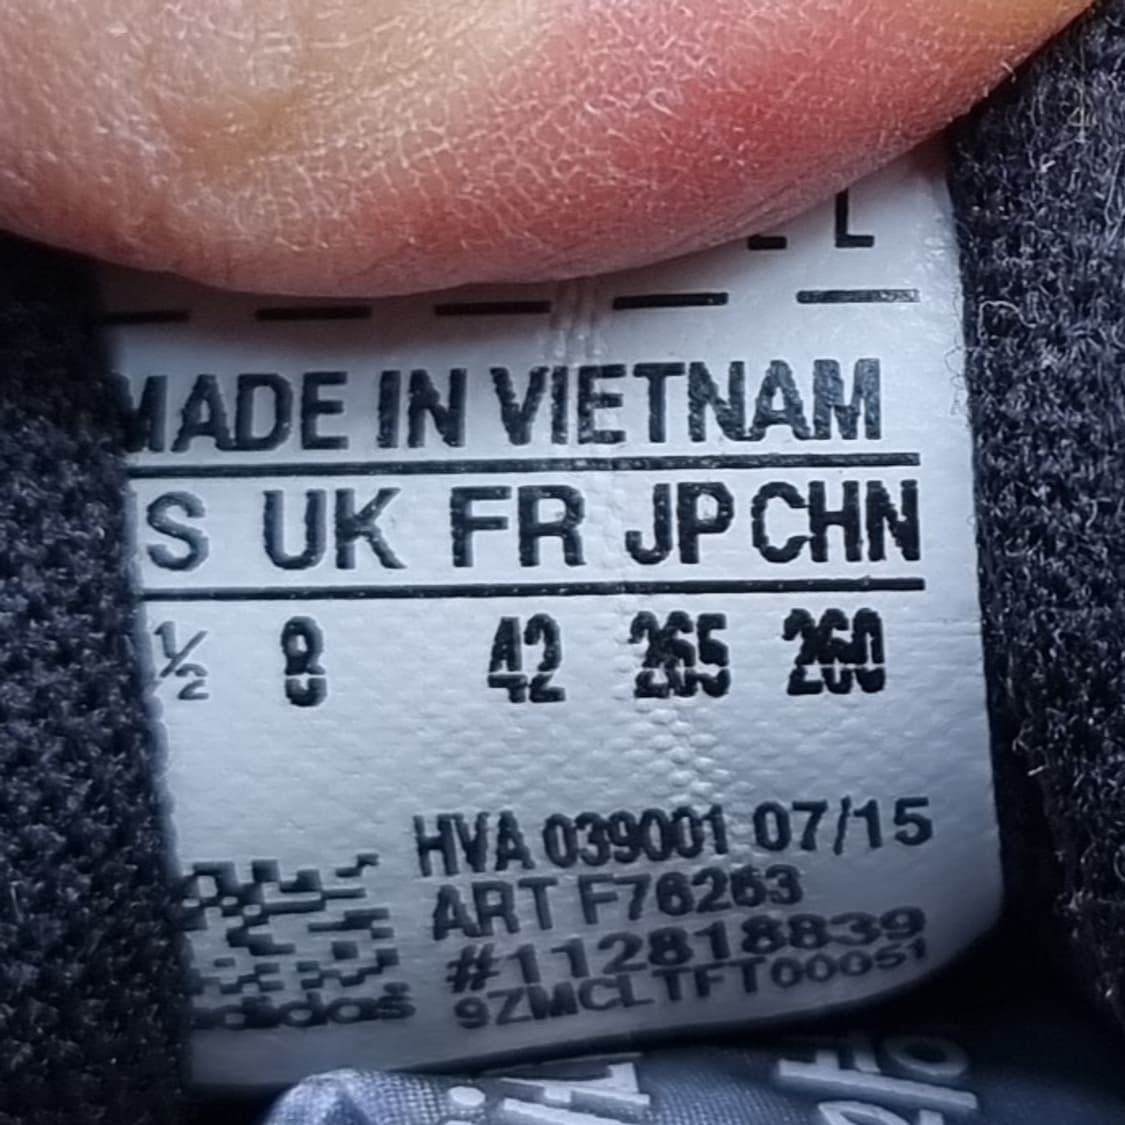 MADE IN VIETNAM
S UK FR JP CHN
½ 8 42 265 260
HVA 039001 07/15
ART F76263
#112818839
9ZMCLTFT00051
adidas